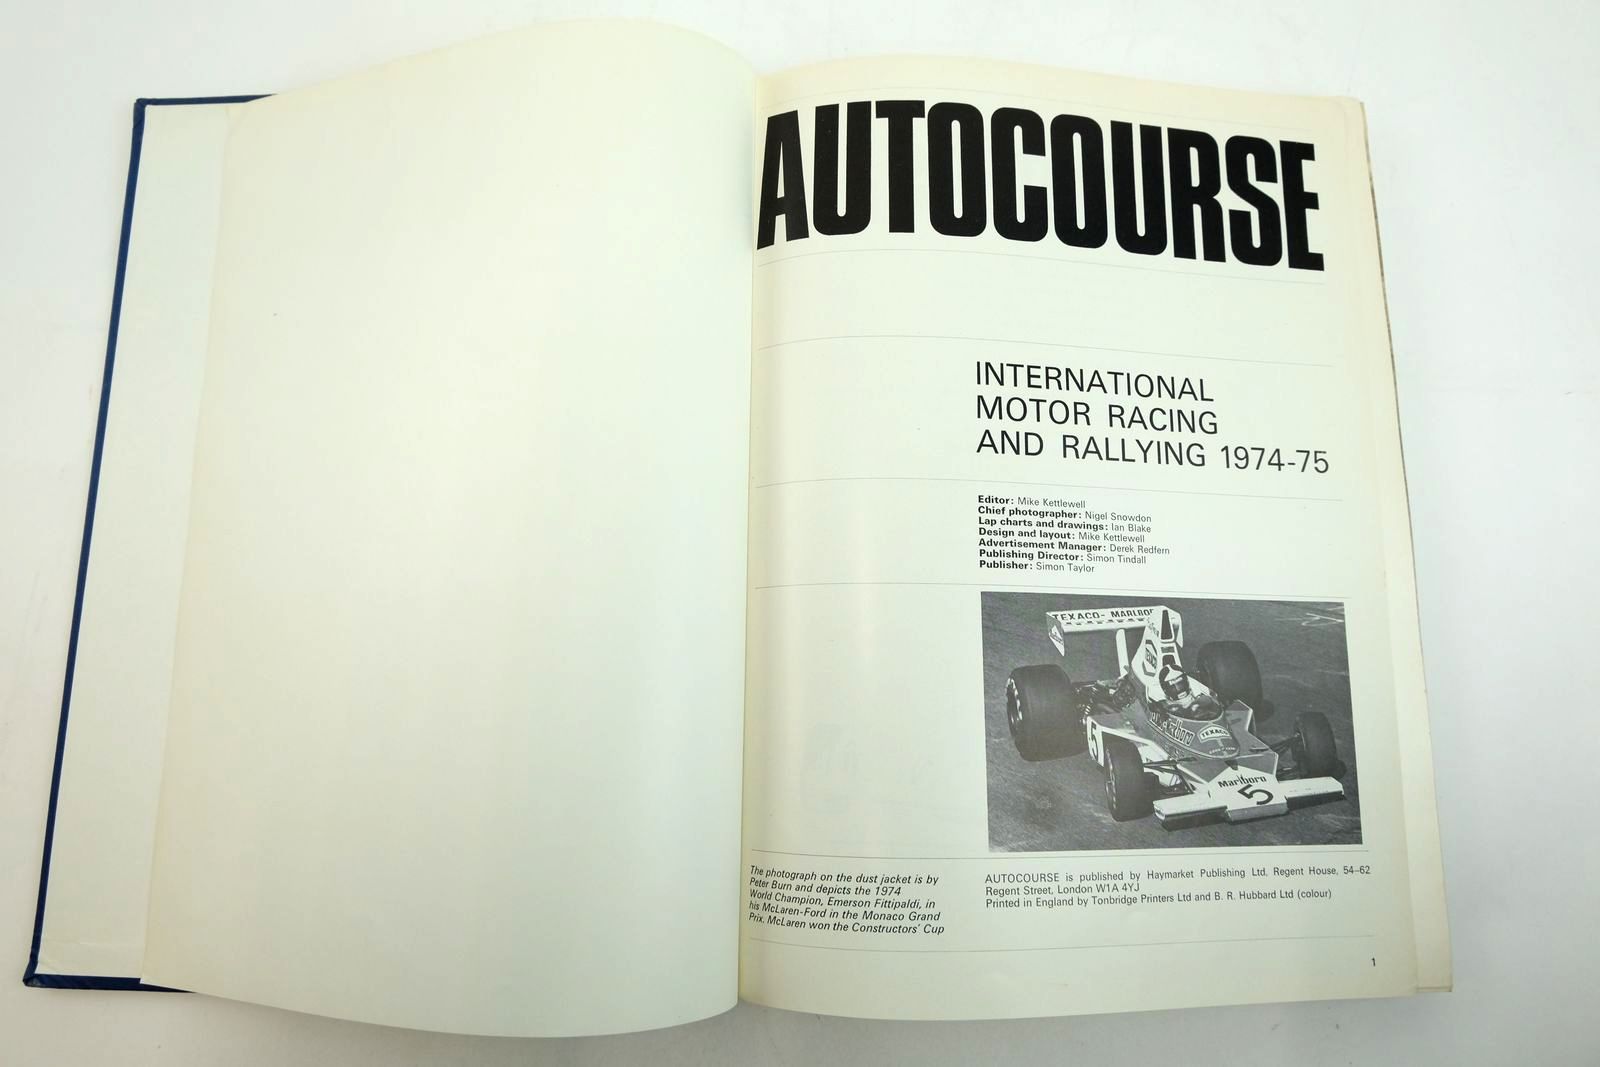 AUTOCOURSE
INTERNATIONAL
MOTOR RACING
AND RALLYING 1974-75
Editor: Mike Kettlewell
Chief photographer: Nigel Snowdon
Lap charts and drawings: Ian Blake
Design and layout: Mike Kettlewell
Advertisement Manager: Derek Redfern
Publishing Director: Simon Tindall
Publisher: Simon Taylor
TEXACO- MARLBOR
TEXACO
Marlboro
TEXACO
5
Marlboro
5
The photograph on the dust jacket is by
Peter Burn and depicts the 1974
World Champion, Emerson Fittipaldi, in
his McLaren-Ford in the Monaco Grand
Prix. McLaren won the Constructors' Cup
AUTOCOURSE is published by Haymarket Publishing Ltd, Regent House, 54–62
Regent Street, London W1A 4YJ
Printed in England by Tonbridge Printers Ltd and B. R. Hubbard Ltd (colour)
1